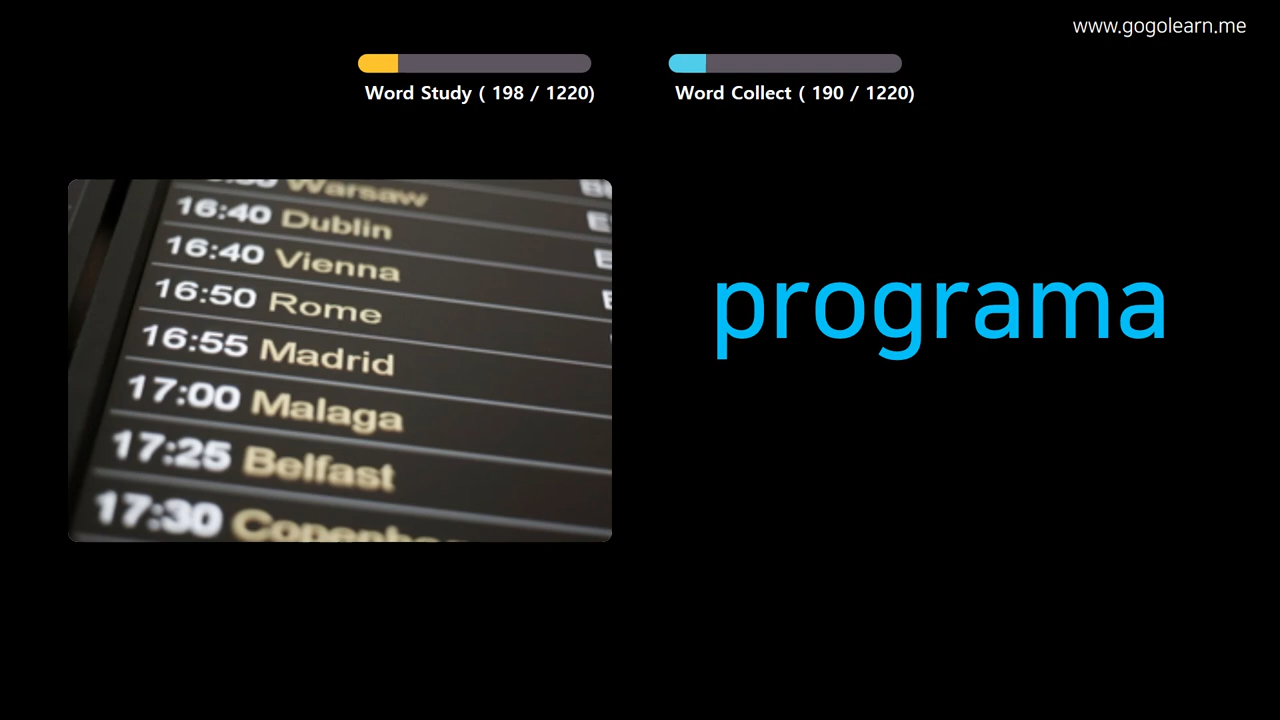 www.gogolearn.me
Word Study ( 198 / 1220)
Word Collect ( 190 / 1220)
Warsaw
16:40 Dublin
16:40 Vienna
16:50 Rome
16:55 Madrid
17:00 Malaga
17:25 Belfast
17:30
programa